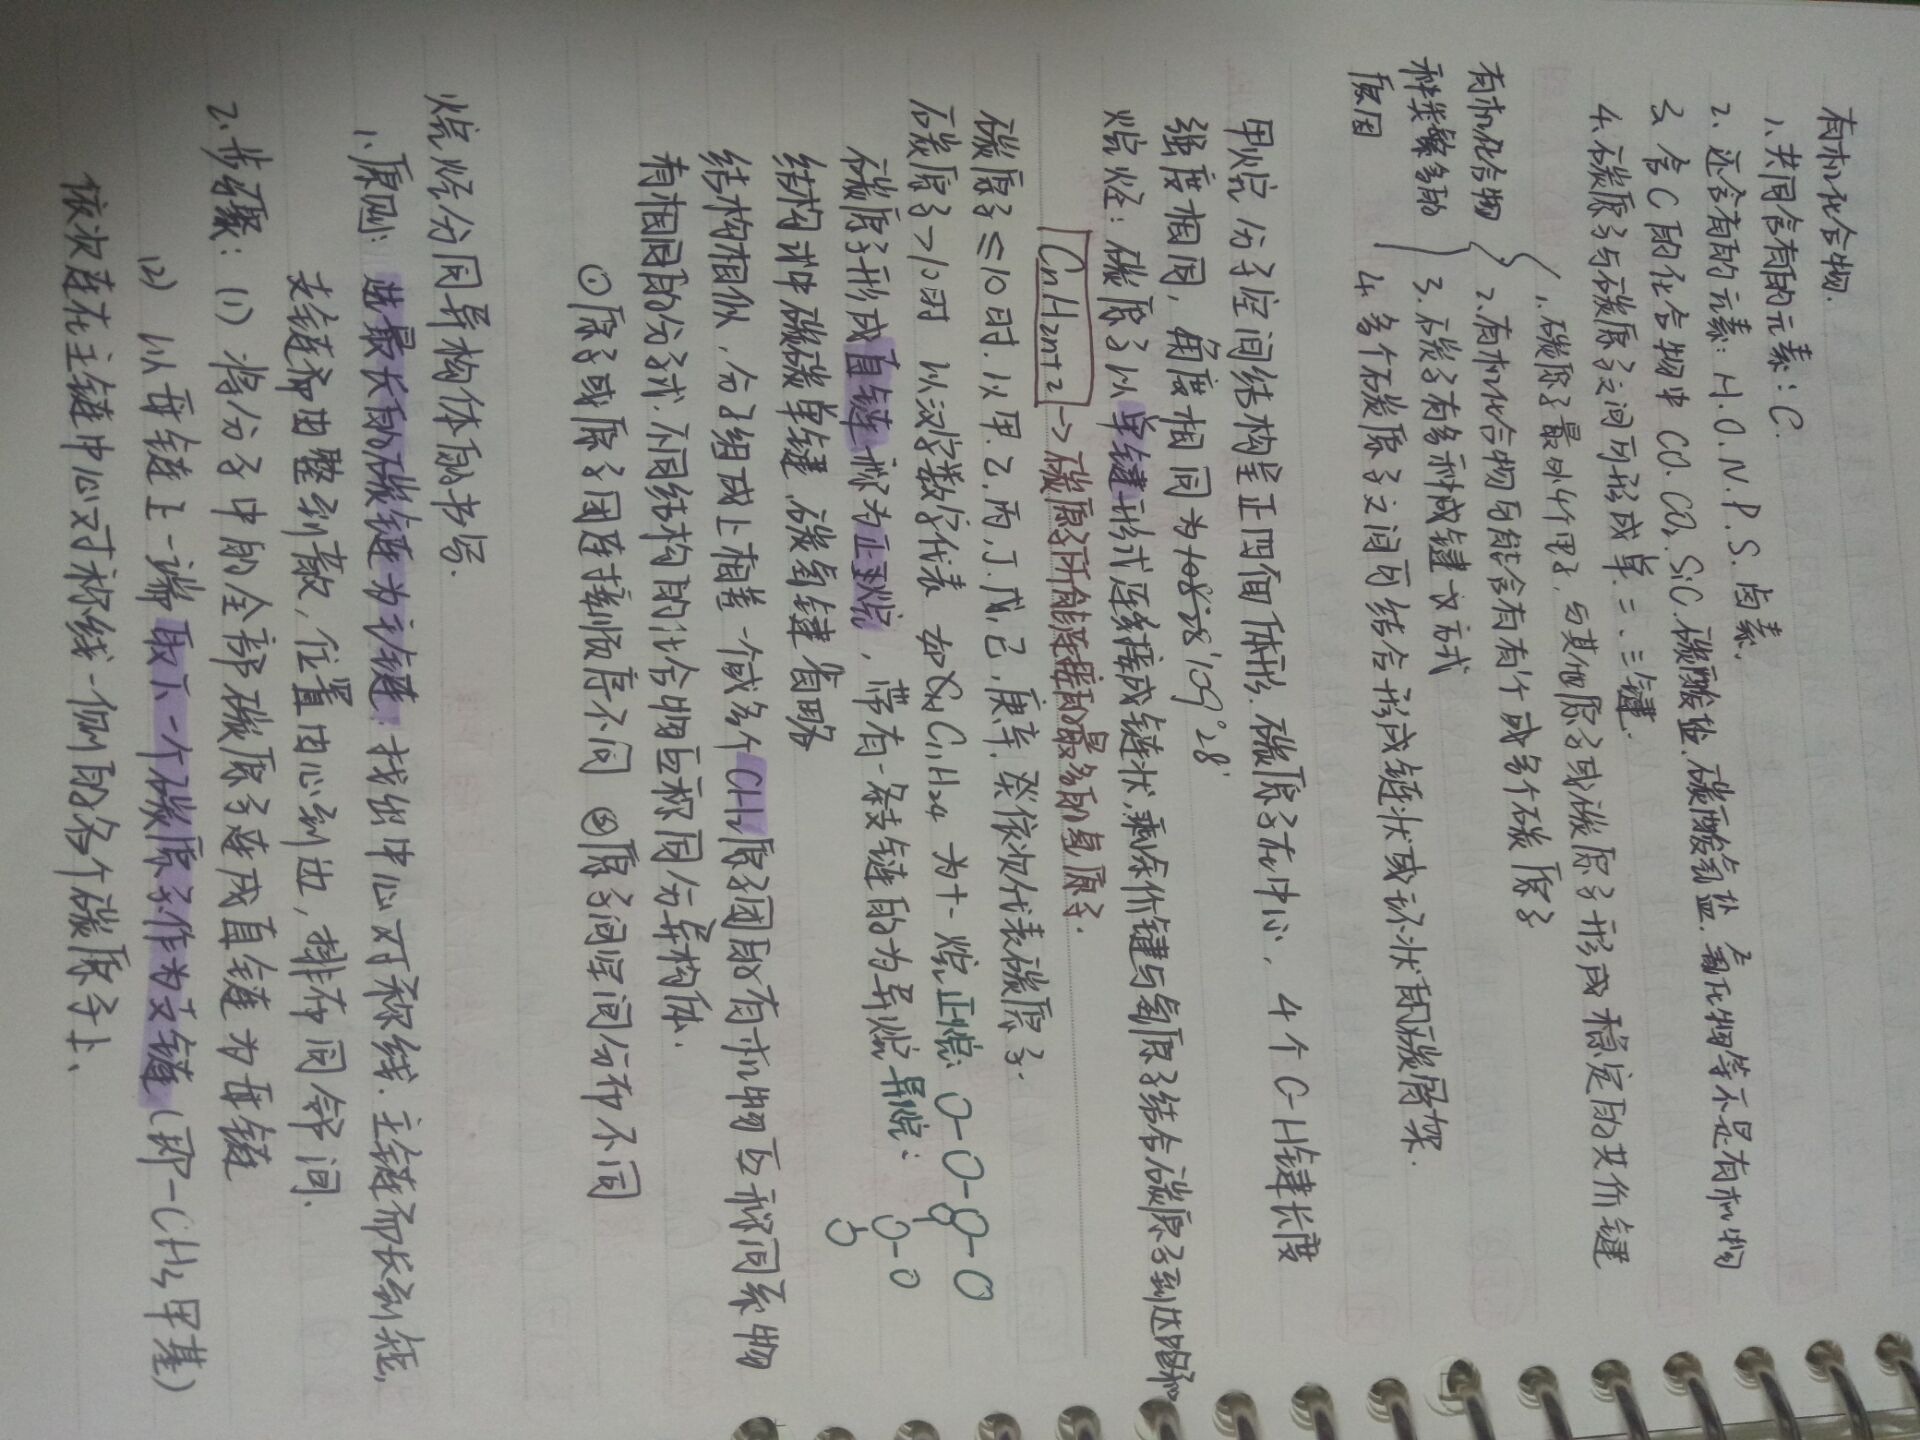 有机化合物.
1、共同含有的元素：C.
2. 还含有的元素：H.O.N.P.S.卤素.
3. 含C的化合物中 CO.CO₂.SiC.碳酸盐.碳酸氢盐.氰化物等不是有机物
4.碳原子与碳原子之间可形成单.二.三键.
有机化合物种类繁多的原因
1.碳原子最外4个电子,与其他原子或碳原子形成稳定的共价键
2.有机化合物可能含有有1个或多个碳原子
3.碳原子有多种成键方式
4.多个碳原子之间可结合形成链状或环状的碳骨架.
甲烷 分子空间结构呈正四面体形.碳原子在中心，4个C-H键长度
强度相同，角度相同为109°28′
烷烃：碳原子以单键形式连接成链状,剩余价键与氢原子结合碳原子到达饱和
CnH2n+2 →碳原子所能连接的最多的氢原子.
碳原子≤10时.以甲.乙.丙.丁.戊.己.庚.辛.癸依次代表碳原子.
碳原子>10时 以汉字数字代表 如 C₁₁H₂₄ 为十一烷 正烷：O-O-O-O
碳原子形成直链称为正某烷，带有一条支链的为异烷 异烷：
结构式中碳碳单键.碳氢键省略
结构相似，分子组成上相差一个或多个CH₂原子团的有机物互称同系物
有相同的分子式.不同结构的化合物互称同分异构体.
①原子或原子团连接顺序不同 ②原子间空间分布不同
烷烃分同异构体的书写.
1、原则：选最长的碳链为主链：找出中心对称线.主链而长到短，
支链和由整到散，位置由心到边，排布同邻间.
2.步骤：(1) 将分子中的全部碳原子连成直链为母链
(2) 以母链上一端取下一个碳原子作为支链（即-CH₃甲基）
依次连在主链中心对称线一侧的各个碳原子上、